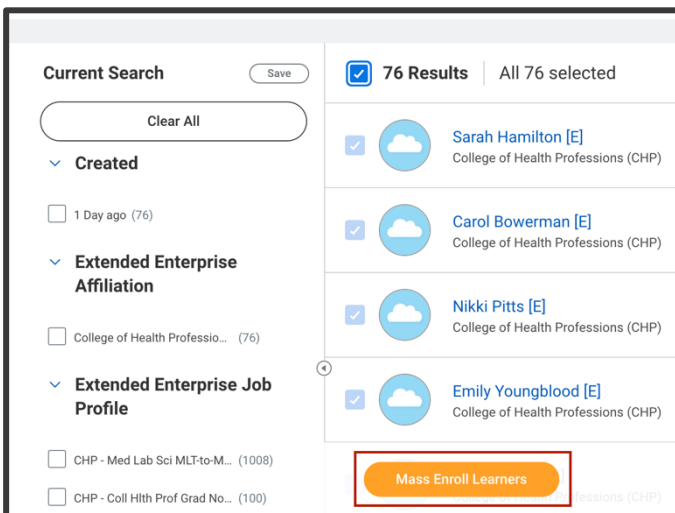 Current Search
Save
Clear All
Created
1 Day ago (76)
Extended Enterprise
Affiliation
College of Health Professio... (76)
Extended Enterprise Job
Profile
CHP - Med Lab Sci MLT-to-M... (1008)
CHP - Coll Hlth Prof Grad No... (100)
76 Results
All 76 selected
Sarah Hamilton [E]
College of Health Professions (CHP)
Carol Bowerman [E]
College of Health Professions (CHP)
Nikki Pitts [E]
College of Health Professions (CHP)
Emily Youngblood [E]
College of Health Professions (CHP)
Mass Enroll Learners
(CHP)